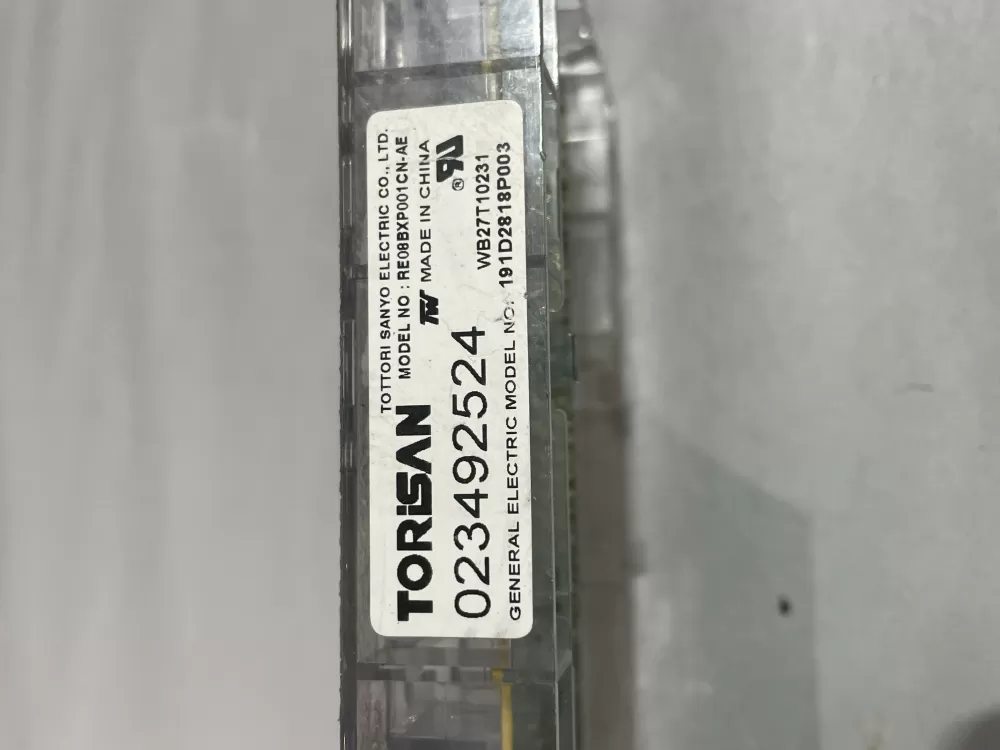 TORiSAN TOTTORI SANYO ELECTRIC CO., LTD.
MODEL NO : RE08BXP001CN-AE
TW MADE IN CHINA
023492524
WB27T10231
GENERAL ELECTRIC MODEL NO: 191D2818P003